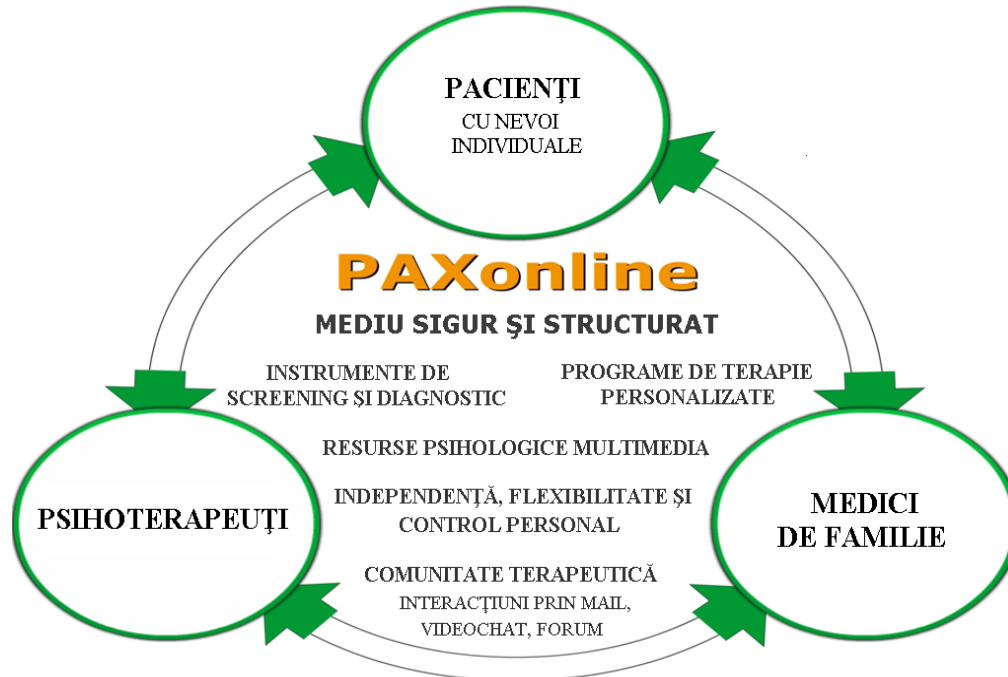 PACIENŢI
CU NEVOI
INDIVIDUALE
PAXonline
MEDIU SIGUR ŞI STRUCTURAT
INSTRUMENTE DE
SCREENING ŞI DIAGNOSTIC
PROGRAME DE TERAPIE
PERSONALIZATE
RESURSE PSIHOLOGICE MULTIMEDIA
INDEPENDENŢĂ, FLEXIBILITATE ŞI
CONTROL PERSONAL
COMUNITATE TERAPEUTICĂ
INTERACŢIUNI PRIN MAIL,
VIDEOCHAT, FORUM
PSIHOTERAPEUŢI
MEDICI
DE FAMILIE